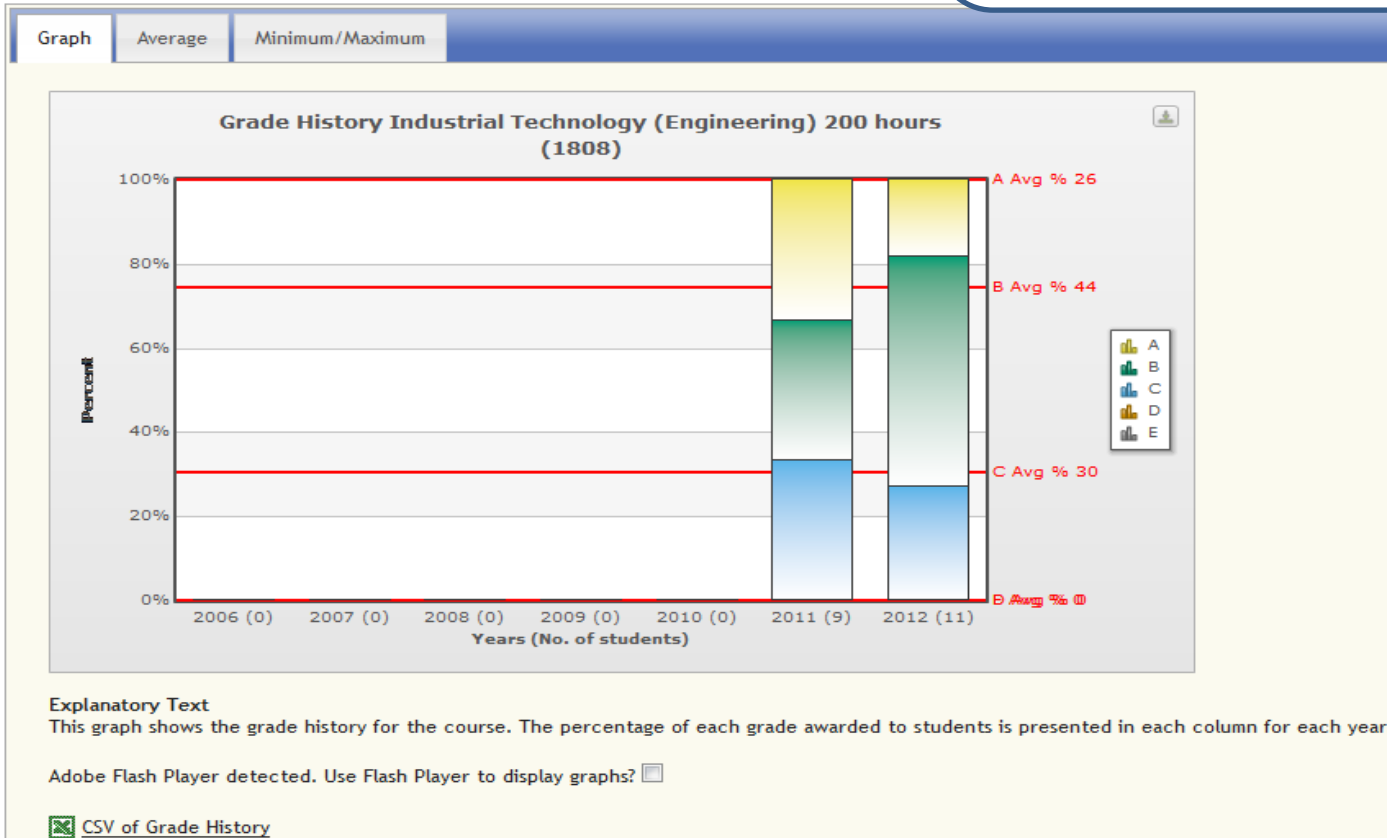 Graph Average Minimum/Maximum
Grade History Industrial Technology (Engineering) 200 hours
(1808)
100%
80%
60%
40%
20%
0%
Percent
A Avg % 26
B Avg % 44
C Avg % 30
Avg % 0
A
B
C
D
E
2006 (0) 2007 (0) 2008 (0) 2009 (0) 2010 (0) 2011 (9) 2012 (11)
Years (No. of students)
Explanatory Text
This graph shows the grade history for the course. The percentage of each grade awarded to students is presented in each column for each year
Adobe Flash Player detected. Use Flash Player to display graphs?
CSV of Grade History